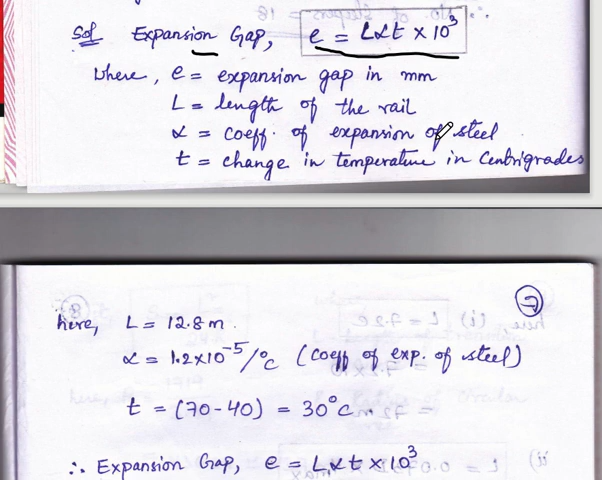 Sol Expansion Gap, e = Lαt × 10³
Where, e = expansion gap in mm
L = length of the rail
α = coeff. of expansion of steel
t = change in temperature in Centrigrades
7
here, L = 12.8 m.
α = 1.2×10⁻⁵/°C (Coeff of exp. of steel)
t = (70-40) = 30°C.
∴ Expansion Gap, e = Lαt × 10³